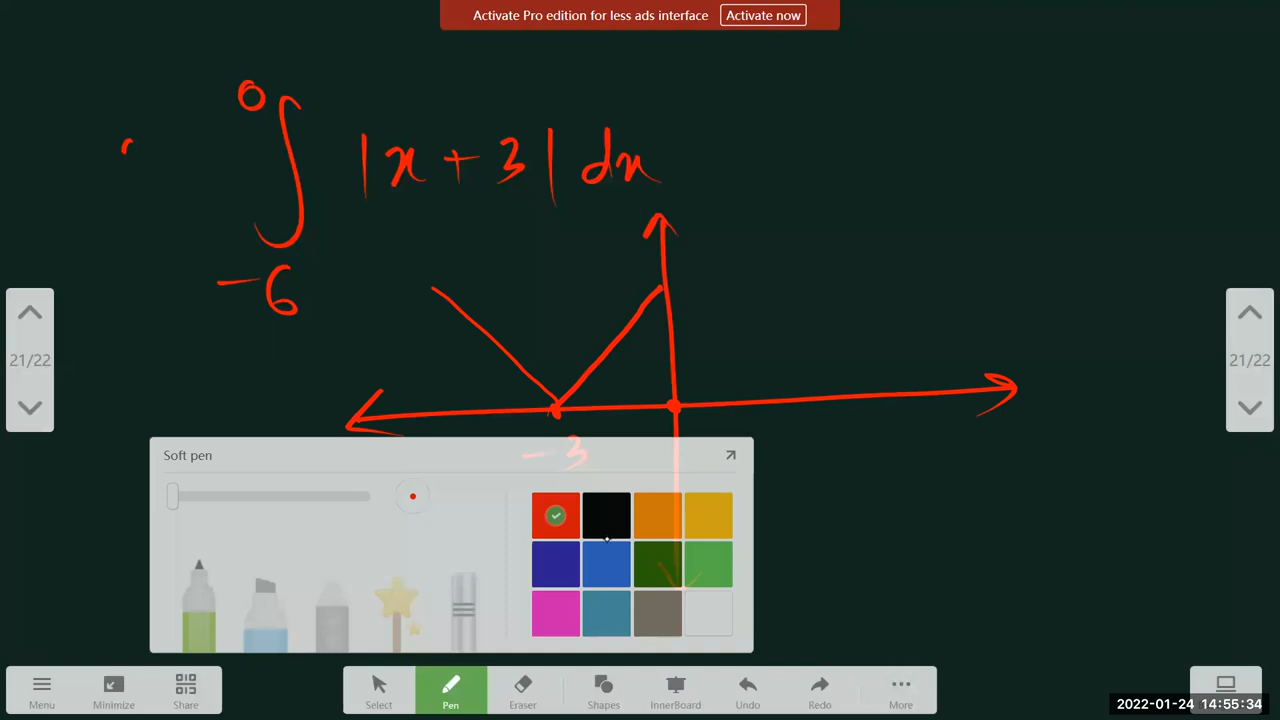 Activate Pro edition for less ads interface Activate now
0
∫ |x + 3| dx
-6
21/22
21/22
-3
Soft pen
Menu Minimize Share Select Pen Eraser Shapes InnerBoard Undo Redo More
2022-01-24 14:55:34